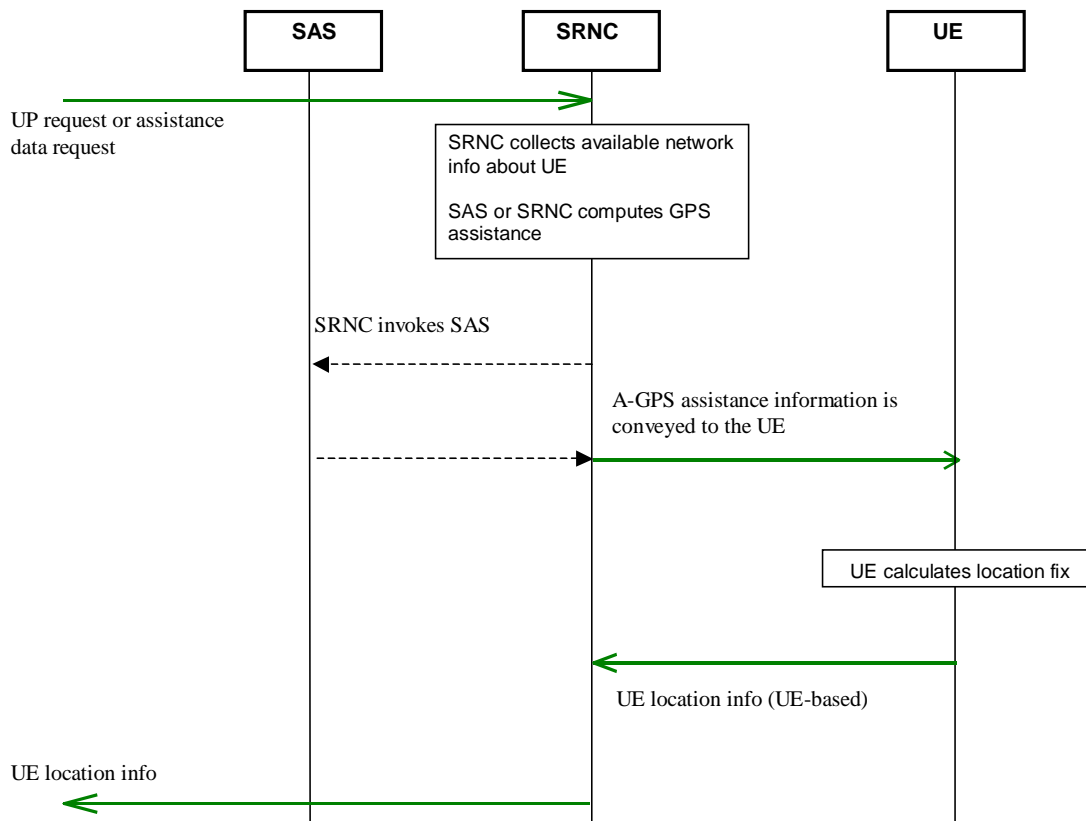 SAS
SRNC
UE
UP request or assistance
data request
SRNC collects available network
info about UE
SAS or SRNC computes GPS
assistance
SRNC invokes SAS
A-GPS assistance information is
conveyed to the UE
UE calculates location fix
UE location info (UE-based)
UE location info